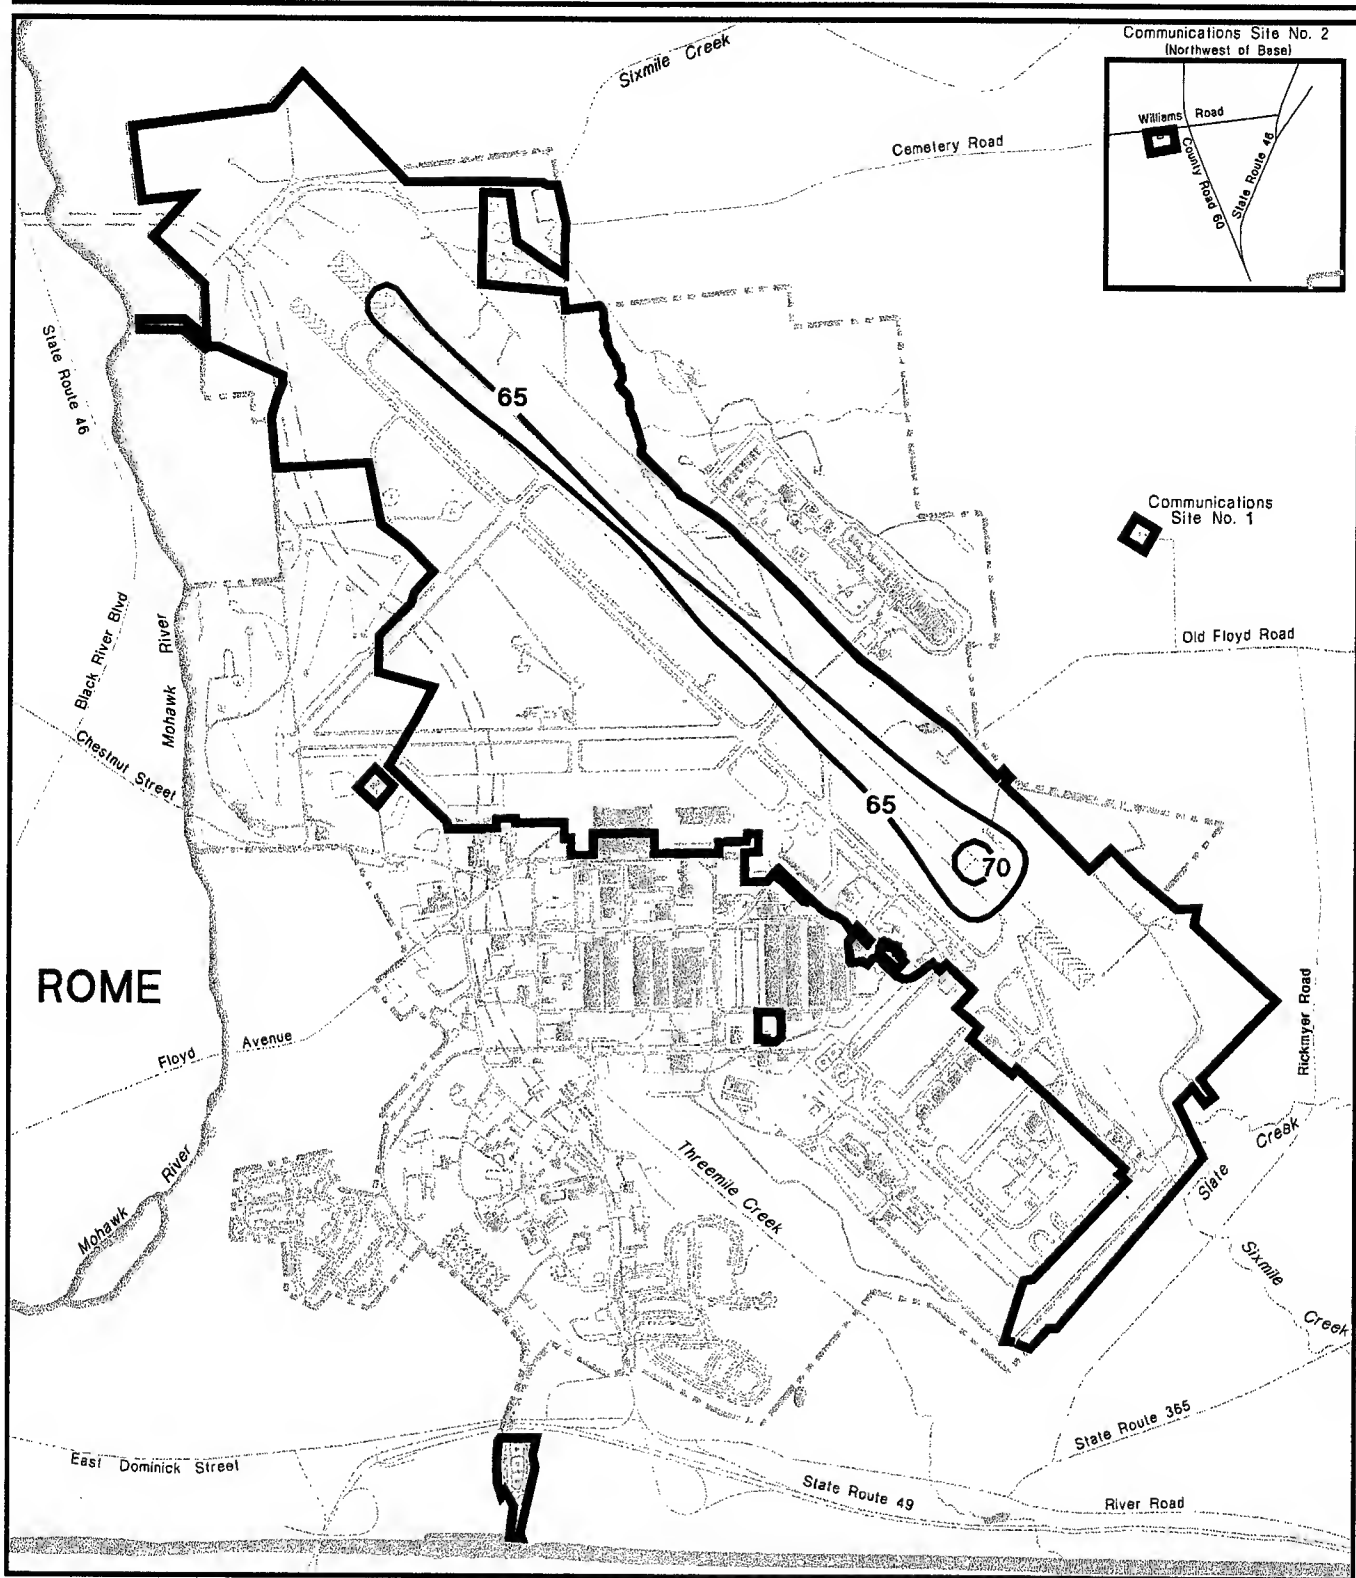 Communications Site No. 2
(Northwest of Base)
Williams Road
County Road 60
State Route 46
Sixmile Creek
Cemetery Road
State Route 46
65
Communications
Site No. 1
Old Floyd Road
Black River Blvd
Mohawk River
Chestnut Street
65
70
ROME
Floyd Avenue
Rickmyer Road
Mohawk River
Threemile Creek
Slate Creek
Sixmile Creek
State Route 365
East Dominick Street
State Route 49
River Road